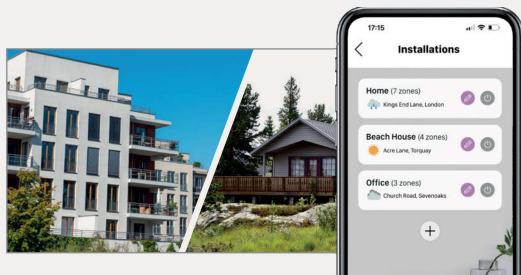 17:15
Installations
Home (7 zones)
Kings End Lane, London
Beach House (4 zones)
Acre Lane, Torquay
Office (3 zones)
Church Road, Sevenoaks